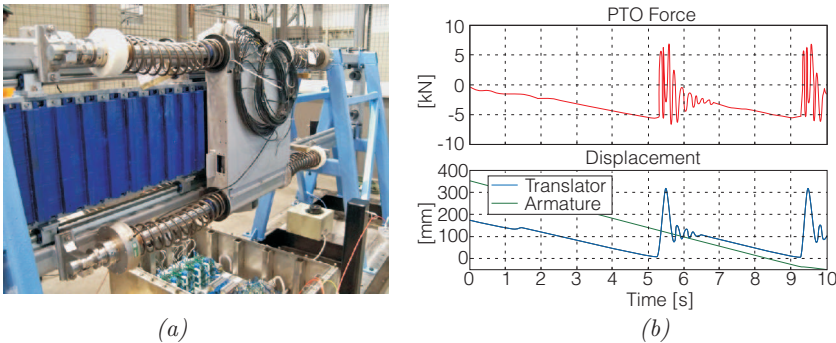 PTO Force
10
5
0
-5
-10
[kN]
Displacement
400
300
200
100
0
[mm]
Translator
Armature
0 1 2 3 4 5 6 7 8 9 10
Time [s]
(a) (b)